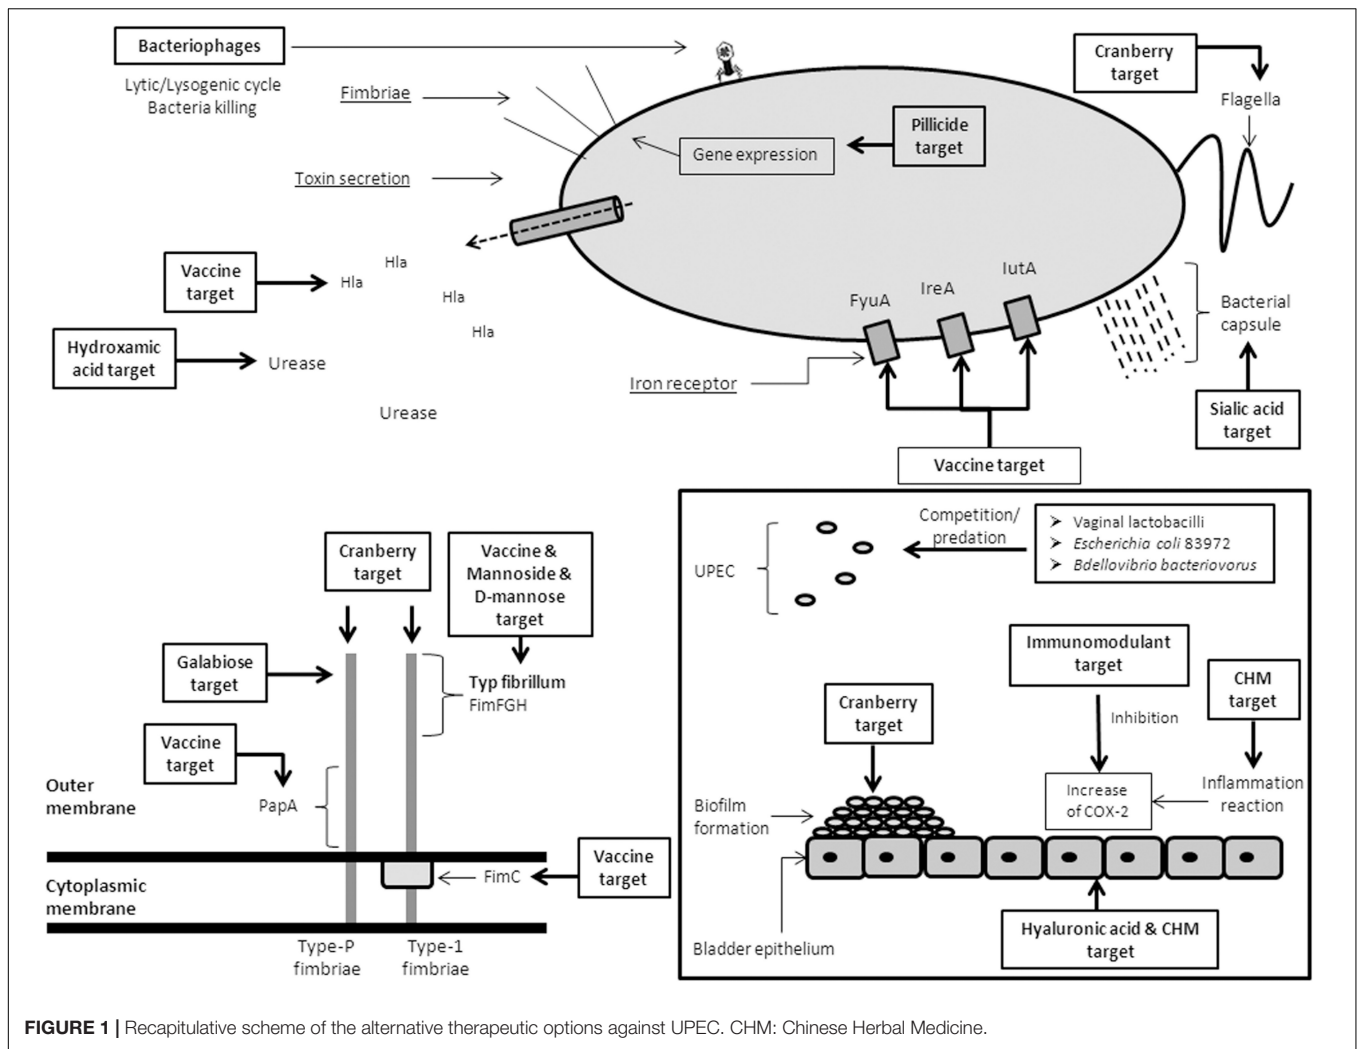 Bacteriophages
Lytic/Lysogenic cycle
Bacteria killing
Fimbriae
Toxin secretion
Gene expression
Pillicide
target
Cranberry
target
Flagella
Vaccine
target
Hla
Hla
Hla
Hla
Hydroxamic
acid target
Urease
Urease
FyuA
IreA
IutA
Iron receptor
Vaccine target
Bacterial
capsule
Sialic acid
target
Cranberry
target
Vaccine &
Mannoside &
D-mannose
target
Galabiose
target
Typ fibrillum
FimFGH
Vaccine
target
PapA
Outer
membrane
Cytoplasmic
membrane
FimC
Vaccine
target
Type-P
fimbriae
Type-1
fimbriae
UPEC
Competition/
predation
➢ Vaginal lactobacilli
➢ Escherichia coli 83972
➢ Bdellovibrio bacteriovorus
Immunomodulant
target
Inhibition
CHM
target
Cranberry
target
Increase
of COX-2
Inflammation
reaction
Biofilm
formation
Bladder epithelium
Hyaluronic acid & CHM
target
FIGURE 1 | Recapitulative scheme of the alternative therapeutic options against UPEC. CHM: Chinese Herbal Medicine.